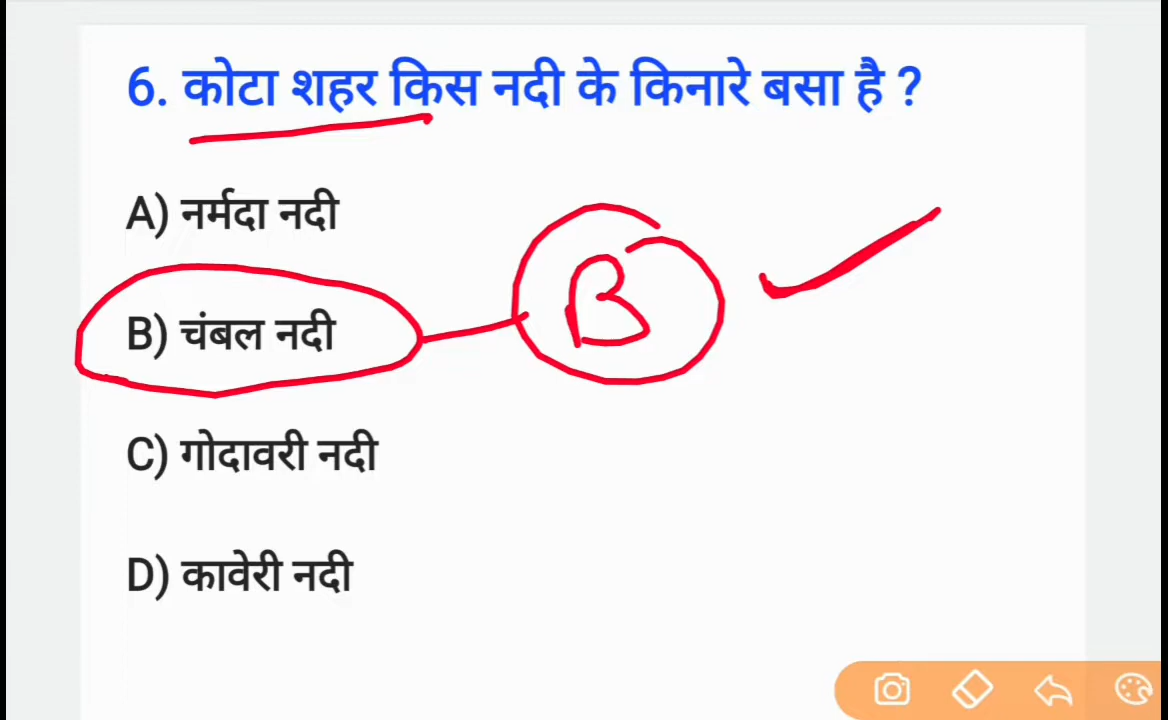 6. कोटा शहर किस नदी के किनारे बसा है ?
A) नर्मदा नदी
B) चंबल नदी
B
C) गोदावरी नदी
D) कावेरी नदी